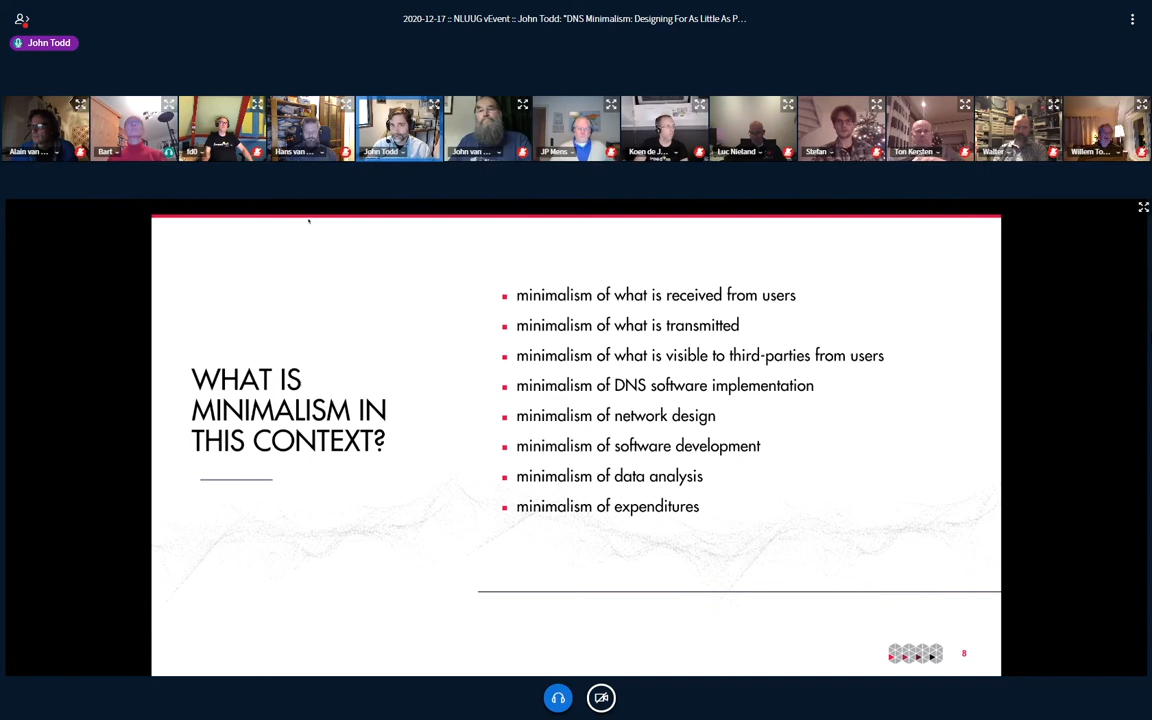 2020-12-17 :: NLUUG vEvent :: John Todd: "DNS Minimalism: Designing For As Little As P...
John Todd
Alain van ...
Bart
fd0
Hans van ...
John Todd
John van ...
JP Mens
Koen de J...
Luc Nieland
Stefan
Ton Kersten
Walter
Willem To...
WHAT IS
MINIMALISM IN
THIS CONTEXT?
minimalism of what is received from users
minimalism of what is transmitted
minimalism of what is visible to third-parties from users
minimalism of DNS software implementation
minimalism of network design
minimalism of software development
minimalism of data analysis
minimalism of expenditures
8